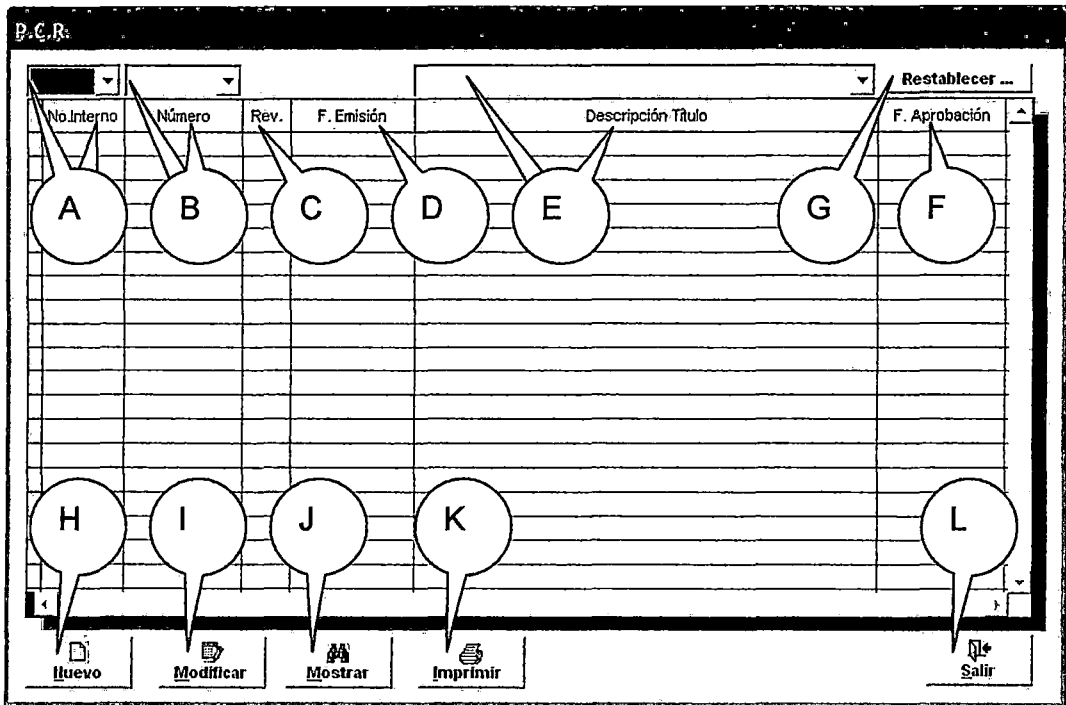 P.C.R.
Restablecer ...
No.Interno Número Rev. F. Emisión Descripción Título F. Aprobación
A B C D E G F
H I J K L
Nuevo Modificar Mostrar Imprimir Salir